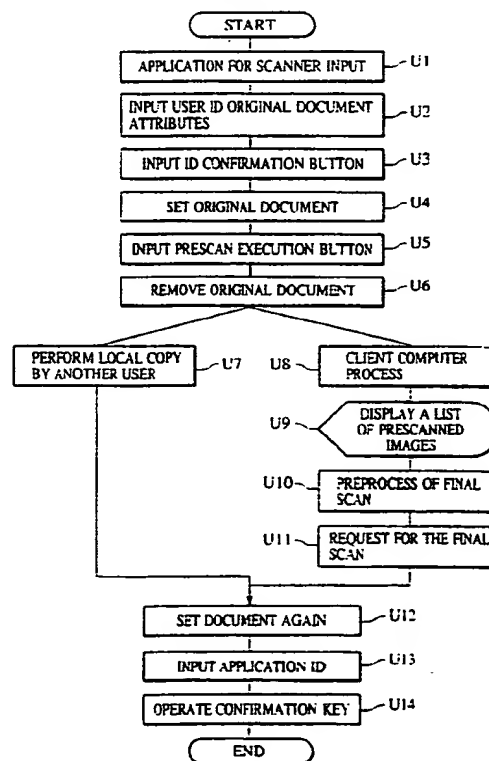 START
APPLICATION FOR SCANNER INPUT
U1
INPUT USER ID ORIGINAL DOCUMENT
ATTRIBUTES
U2
INPUT ID CONFIRMATION BUTTON
U3
SET ORIGINAL DOCUMENT
U4
INPUT PRESCAN EXECUTION BUTTON
U5
REMOVE ORIGINAL DOCUMENT
U6
PERFORM LOCAL COPY
BY ANOTHER USER
U7
U8
CLIENT COMPUTER
PROCESS
U9
DISPLAY A LIST
OF PRESCANNED
IMAGES
U10
PREPROCESS OF FINAL
SCAN
U11
REQUEST FOR THE FINAL
SCAN
SET DOCUMENT AGAIN
U12
INPUT APPLICATION ID
U13
OPERATE CONFIRMATION KEY
U14
END